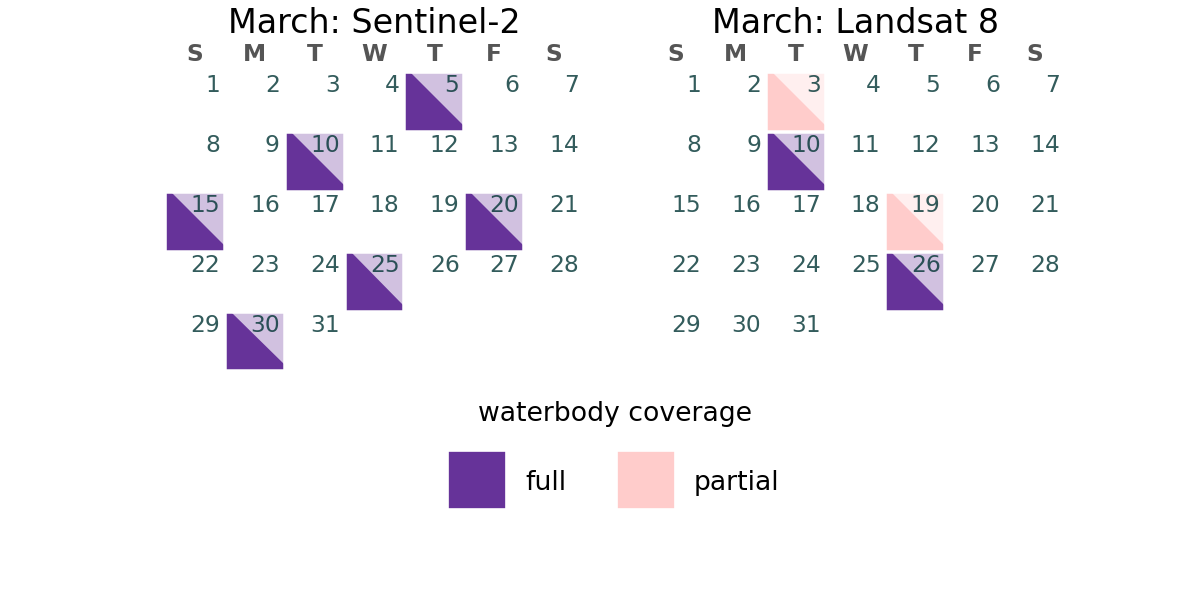 March: Sentinel-2
S M T W T F S
1 2 3 4 5 6 7
8 9 10 11 12 13 14
15 16 17 18 19 20 21
22 23 24 25 26 27 28
29 30 31
March: Landsat 8
S M T W T F S
1 2 3 4 5 6 7
8 9 10 11 12 13 14
15 16 17 18 19 20 21
22 23 24 25 26 27 28
29 30 31
waterbody coverage
full partial